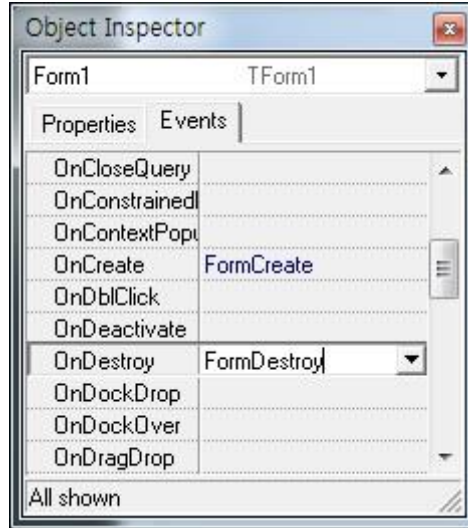 Object Inspector
Form1 TForm1
Properties Events
OnCloseQuery
OnConstrainedI
OnContextPopu
OnCreate FormCreate
OnDblClick
OnDeactivate
OnDestroy FormDestroy
OnDockDrop
OnDockOver
OnDragDrop
All shown